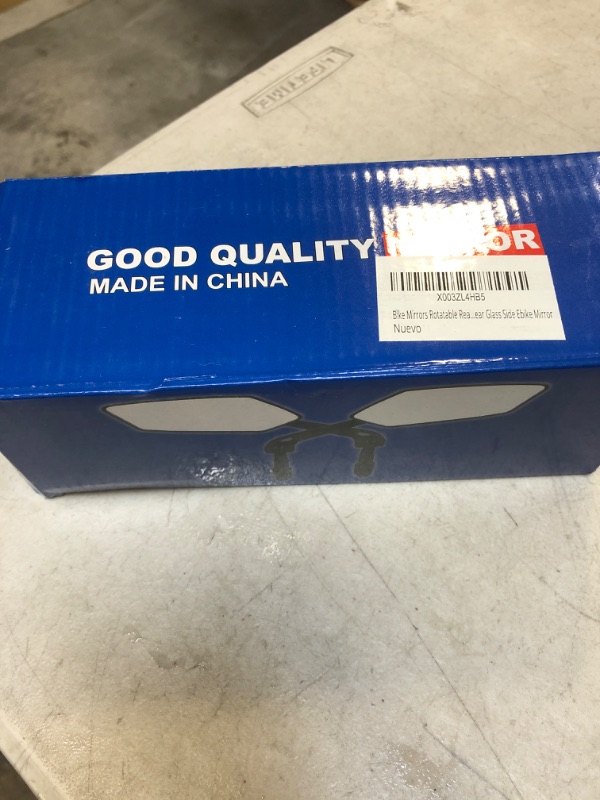 GOOD QUALITY
MADE IN CHINA
X003ZL4HB5
Bike Mirrors Rotatable Rea...ear Glass Side Ebike Mirror
Nuevo